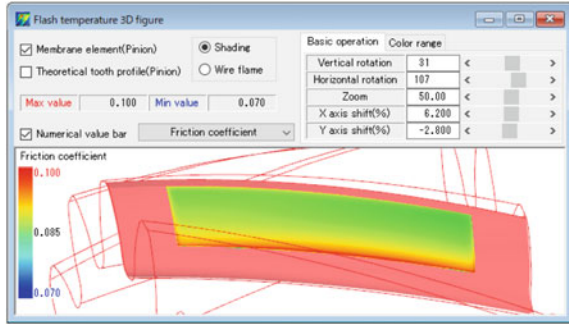 Flash temperature 3D figure
Membrane element(Pinion)
Shading
Theoretical tooth profile(Pinion)
Wire flame
Max value 0.100 Min value 0.070
Numerical value bar
Friction coefficient
Basic operation Color range
Vertical rotation 31 < >
Horizontal rotation 107 < >
Zoom 50.00 < >
X axis shift(%) 6.200 < >
Y axis shift(%) -2.800 < >
Friction coefficient
0.100
0.085
0.070